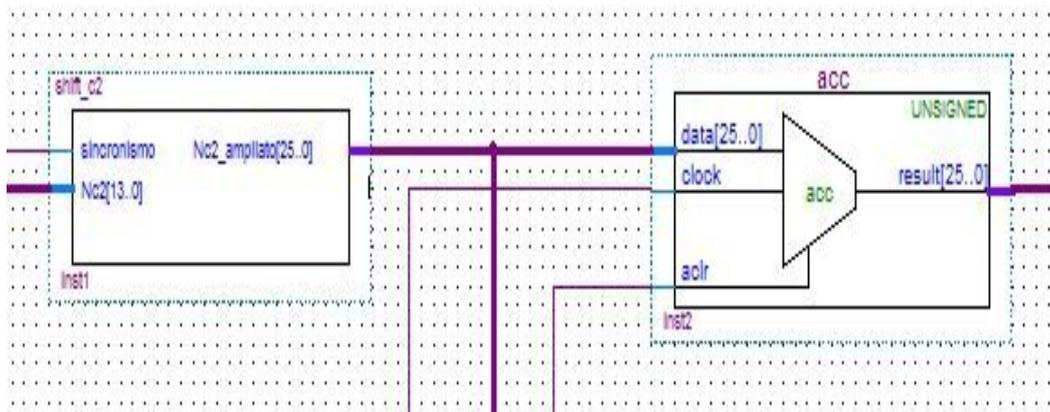 shift_c2
sincronismo
Nc2_ampliato[25..0]
Nc2[13..0]
inst1
acc
UNSIGNED
data[25..0]
clock
result[25..0]
acc
aclr
inst2